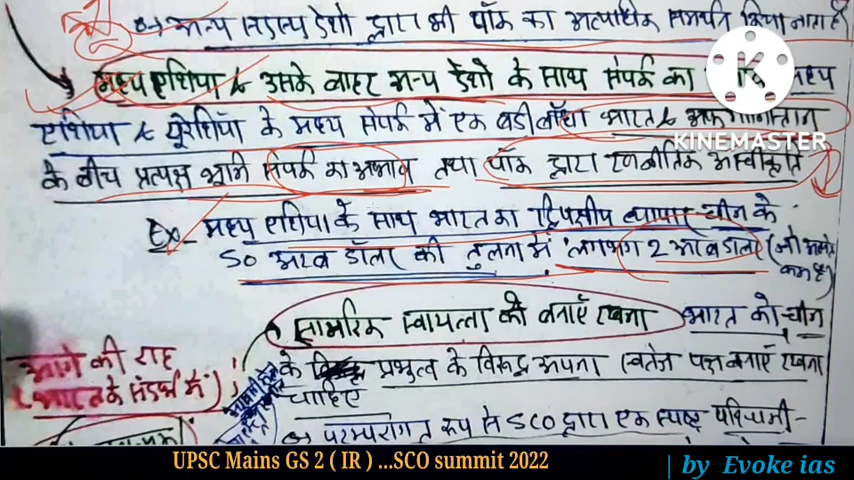 अन्य सदस्य देशो द्वारा भी पाॅक का अत्याधिक समर्थन किया जाता है
मध्य एशिया & उसके बाहर अन्य देशों के साथ संपर्क का मध्य
KINEMASTER
एशिया & यूरेशिया के मध्य संपर्क में एक बडी बाँधा भारत & अफगानिस्तान
के बीच प्रत्यक्ष भूमि संपर्क का अभाव तथा पाॅक द्वारा रणनीतिक अस्वीकृति
Ex- मध्य एशिया के साथ भारत का द्विपक्षीय व्यापार चीन के
50 अरब डॉलर की तुलना में लगभग 2 अरब डालर (जो
कम है)
सामरिक स्वायत्ता को बनाएँ रखना भारत को चीन
आगे की राह
(भारत के संदर्भ में)
के प्रभुत्व के विरुद्ध अपना स्वतंत्र पक्ष बनाएँ रखना
चाहिए
परम्परागत रूप से SCO द्वारा एक स्पष्ट पश्चिमी-
UPSC Mains GS 2 ( IR ) ...SCO summit 2022
| by Evoke ias